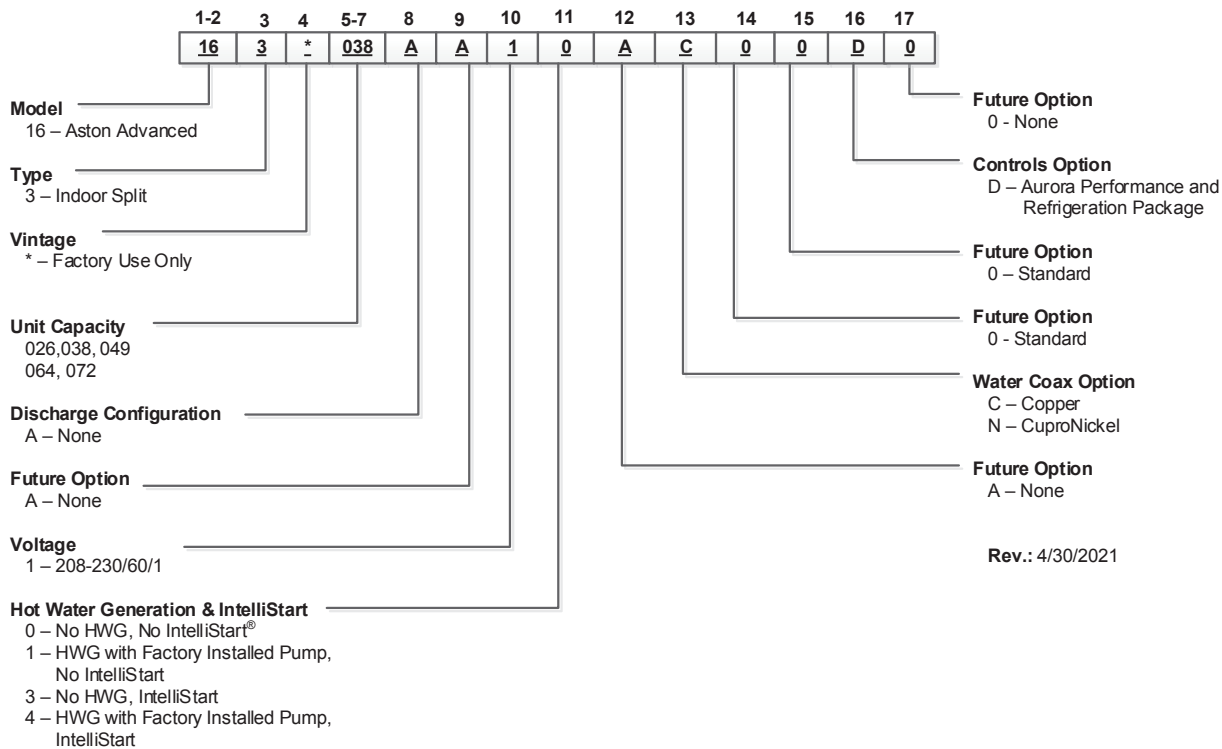 1-2 3 4 5-7 8 9 10 11 12 13 14 15 16 17
16 3 * 038 A A 1 0 A C 0 0 D 0
Model
16 – Aston Advanced
Type
3 – Indoor Split
Vintage
* – Factory Use Only
Unit Capacity
026,038, 049
064, 072
Discharge Configuration
A – None
Future Option
A – None
Voltage
1 – 208-230/60/1
Hot Water Generation & IntelliStart
0 – No HWG, No IntelliStart®
1 – HWG with Factory Installed Pump,
No IntelliStart
3 – No HWG, IntelliStart
4 – HWG with Factory Installed Pump,
IntelliStart
Future Option
0 - None
Controls Option
D – Aurora Performance and
Refrigeration Package
Future Option
0 – Standard
Future Option
0 - Standard
Water Coax Option
C – Copper
N – CuproNickel
Future Option
A – None
Rev.: 4/30/2021